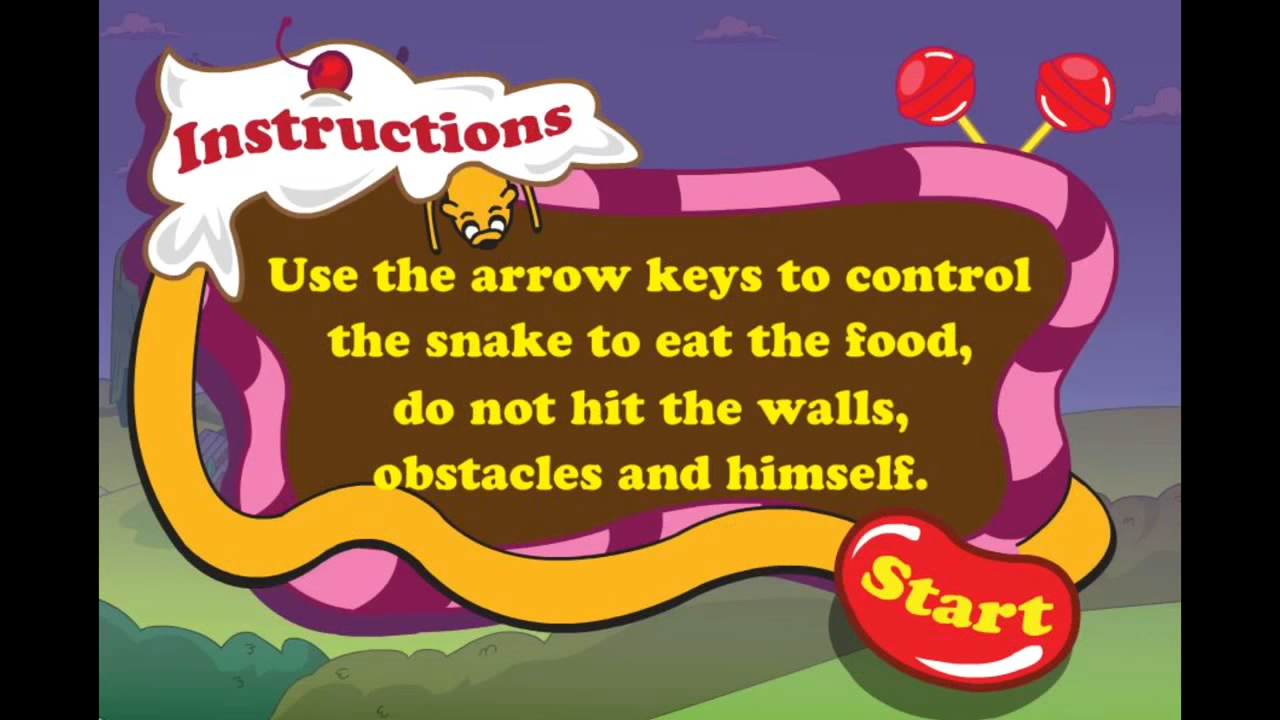 Instructions
Use the arrow keys to control
the snake to eat the food,
do not hit the walls,
obstacles and himself.
Start